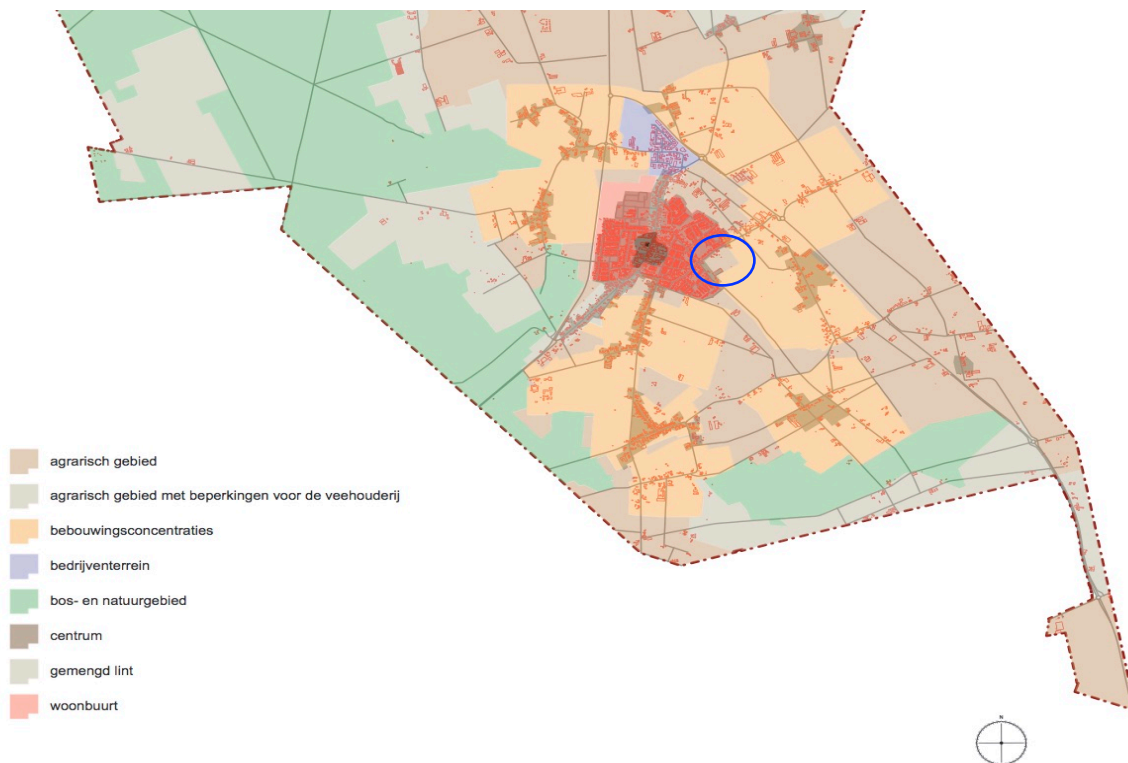 agrarisch gebied
agrarisch gebied met beperkingen voor de veehouderij
bebouwingsconcentraties
bedrijventerrein
bos- en natuurgebied
centrum
gemengd lint
woonbuurt
N